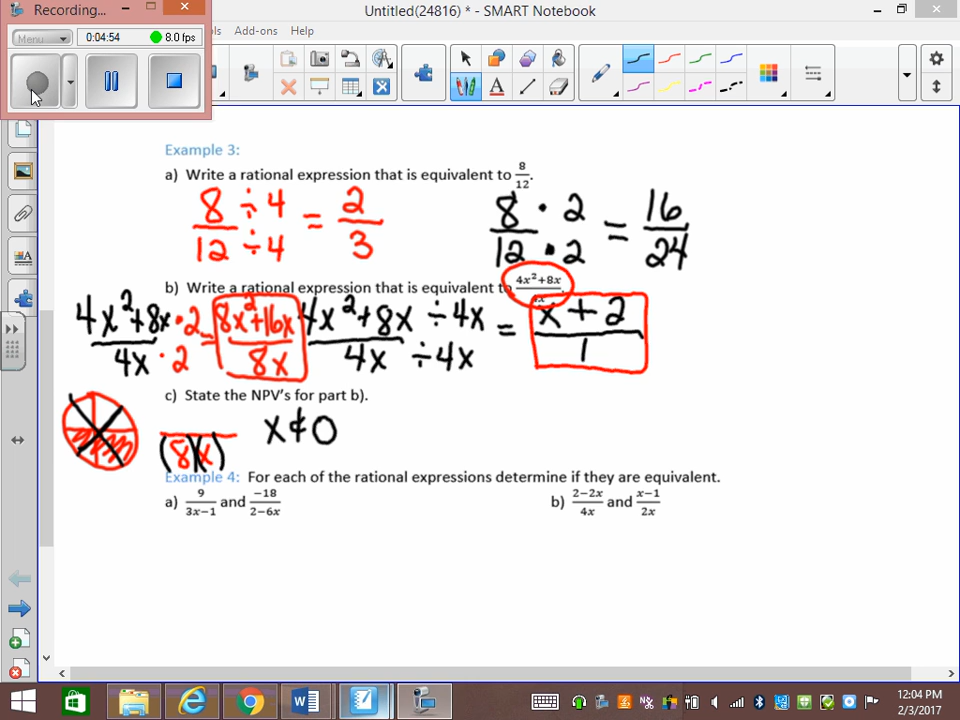 Recording...
Untitled(24816) * - SMART Notebook
Menu
0:04:54
8.0 fps
ls Add-ons Help
Example 3:
a) Write a rational expression that is equivalent to 8/12.
8 ÷4 / 12 ÷4 = 2/3
8 • 2 / 12 • 2 = 16/24
b) Write a rational expression that is equivalent to 4x²+8x / 4x.
4x²+8x •2 / 4x •2 = 8x²+16x / 8x
4x²+8x ÷4x / 4x ÷4x = x+2 / 1
c) State the NPV's for part b).
(8)(x)
x≠0
Example 4: For each of the rational expressions determine if they are equivalent.
a) 9/3x−1 and −18/2−6x
b) 2−2x/4x and x−1/2x
12:04 PM
2/3/2017